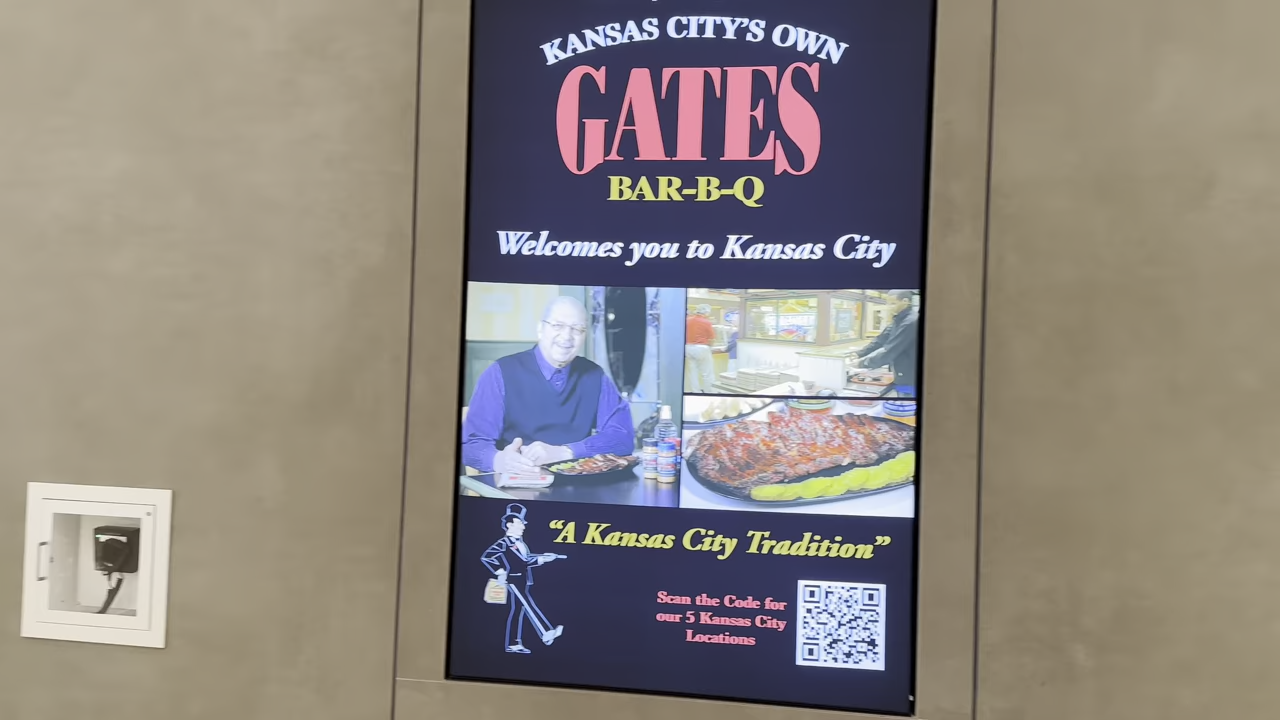 KANSAS CITY'S OWN
GATES
BAR-B-Q
Welcomes you to Kansas City
"A Kansas City Tradition"
Scan the Code for
our 5 Kansas City
Locations